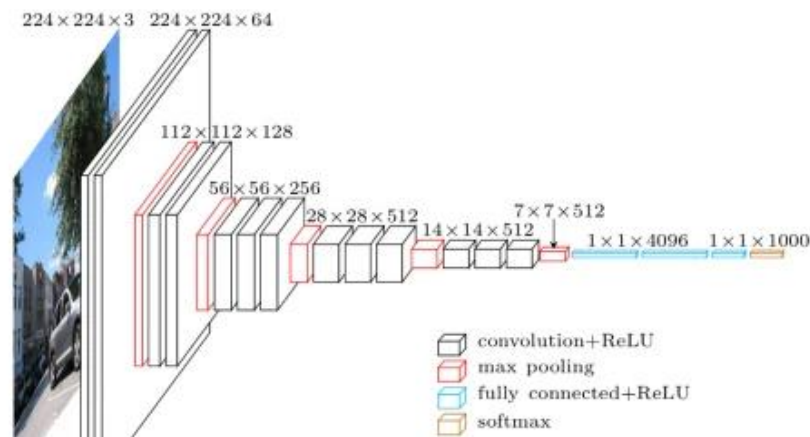 224×224×3
224×224×64
112×112×128
56×56×256
28×28×512
14×14×512
7×7×512
1×1×4096
1×1×1000
convolution+ReLU
max pooling
fully connected+ReLU
softmax